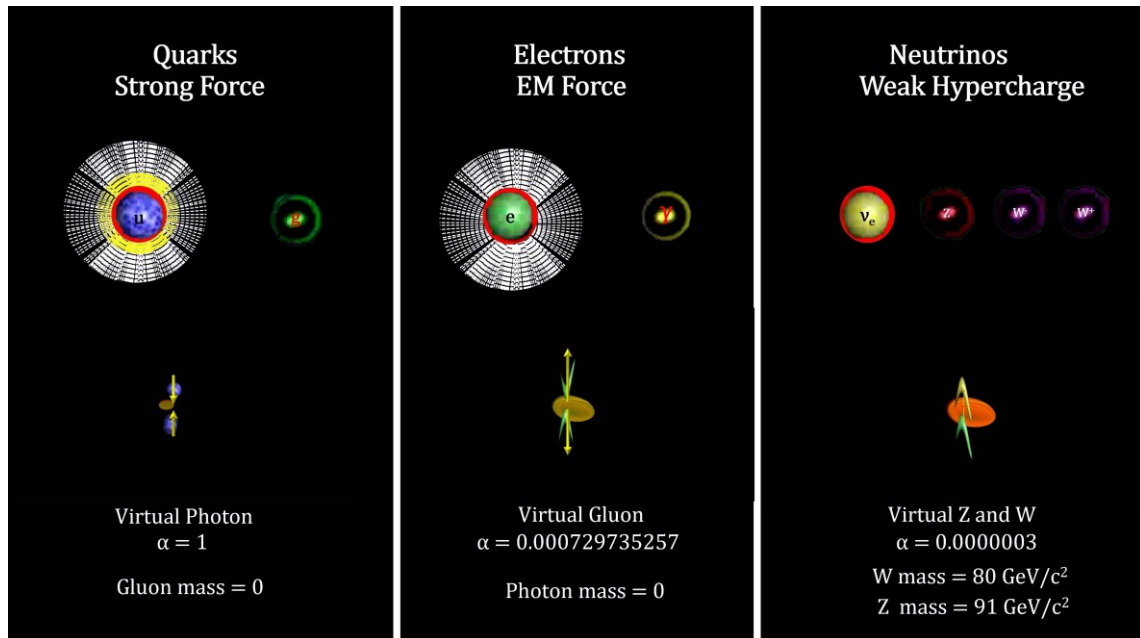 Quarks
Strong Force
u
g
Virtual Photon
α = 1
Gluon mass = 0
Electrons
EM Force
e
γ
Virtual Gluon
α = 0.000729735257
Photon mass = 0
Neutrinos
Weak Hypercharge
νₑ
Z
W⁻
W⁺
Virtual Z and W
α = 0.0000003
W mass = 80 GeV/c²
Z mass = 91 GeV/c²